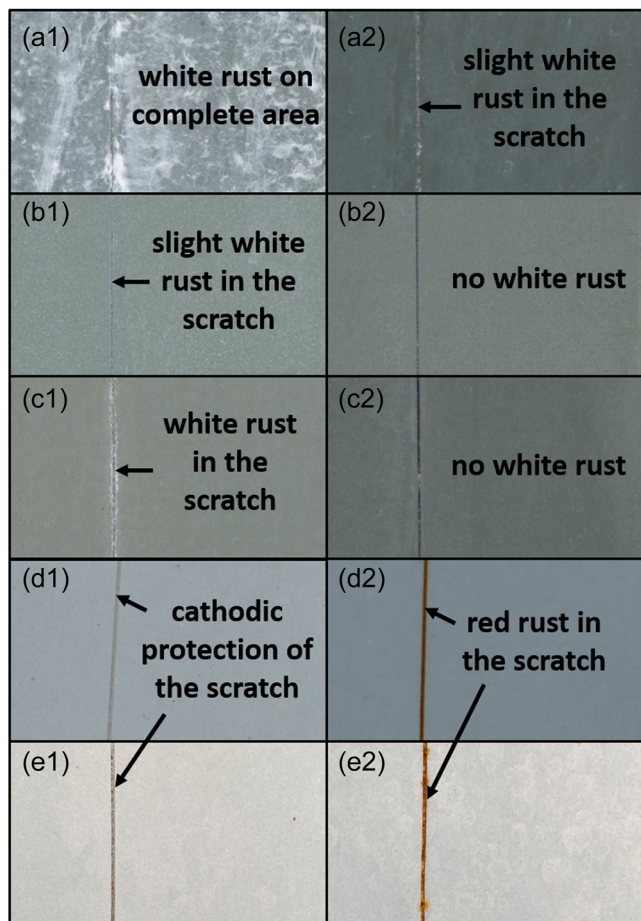 (a1)
white rust on
complete area
(a2)
slight white
rust in the
scratch
(b1)
slight white
rust in the
scratch
(b2)
no white rust
(c1)
white rust
in the
scratch
(c2)
no white rust
(d1)
cathodic
protection of
the scratch
(d2)
red rust in
the scratch
(e1)
(e2)